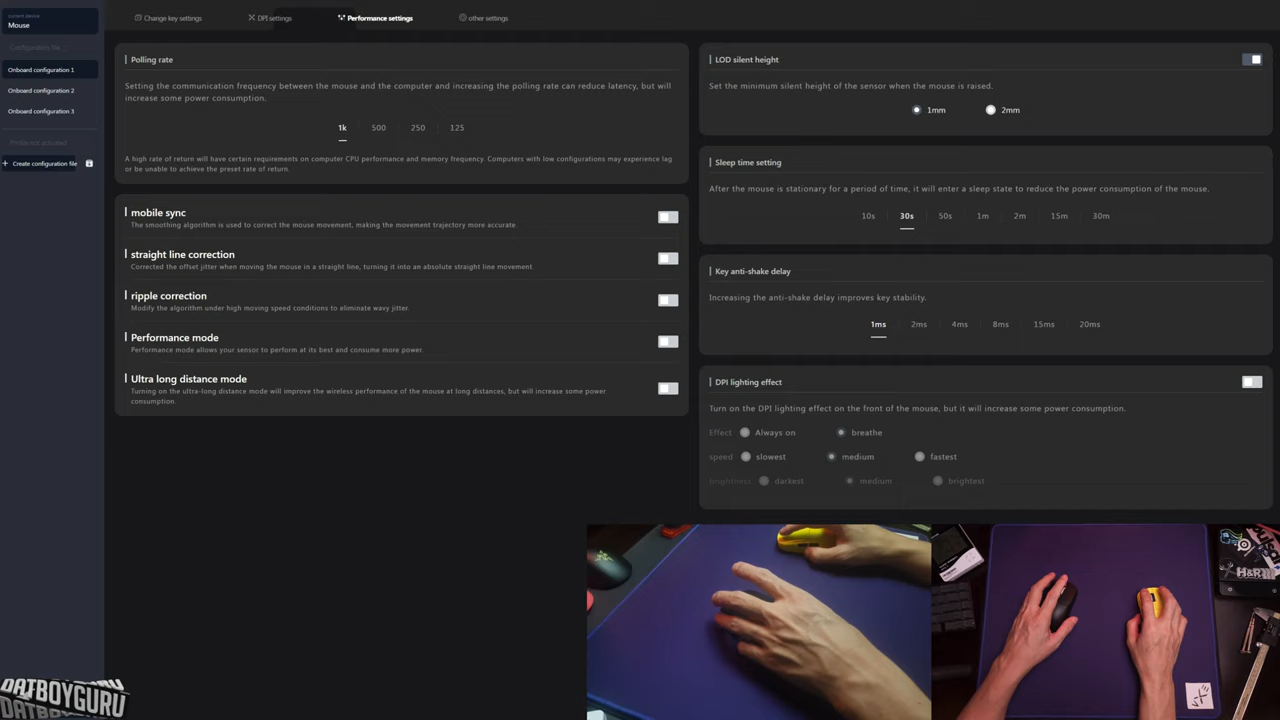 current device
Mouse
Configuration file
Onboard configuration 1
Onboard configuration 2
Onboard configuration 3
Profile not activated
+ Create configuration file
Change key settings
DPI settings
Performance settings
other settings
Polling rate
Setting the communication frequency between the mouse and the computer and increasing the polling rate can reduce latency, but will
increase some power consumption.
1k 500 250 125
A high rate of return will have certain requirements on computer CPU performance and memory frequency. Computers with low configurations may experience lag
or be unable to achieve the preset rate of return.
mobile sync
The smoothing algorithm is used to correct the mouse movement, making the movement trajectory more accurate.
straight line correction
Corrected the offset jitter when moving the mouse in a straight line, turning it into an absolute straight line movement.
ripple correction
Modify the algorithm under high moving speed conditions to eliminate wavy jitter.
Performance mode
Performance mode allows your sensor to perform at its best and consume more power.
Ultra long distance mode
Turning on the ultra-long distance mode will improve the wireless performance of the mouse at long distances, but will increase some power
consumption.
LOD silent height
Set the minimum silent height of the sensor when the mouse is raised.
1mm 2mm
Sleep time setting
After the mouse is stationary for a period of time, it will enter a sleep state to reduce the power consumption of the mouse.
10s 30s 50s 1m 2m 15m 30m
Key anti-shake delay
Increasing the anti-shake delay improves key stability.
1ms 2ms 4ms 8ms 15ms 20ms
DPI lighting effect
Turn on the DPI lighting effect on the front of the mouse, but it will increase some power consumption.
Effect Always on breathe
speed slowest medium fastest
brightness darkest medium brightest
DATBOYGURU
DATBOYGURU
H&R